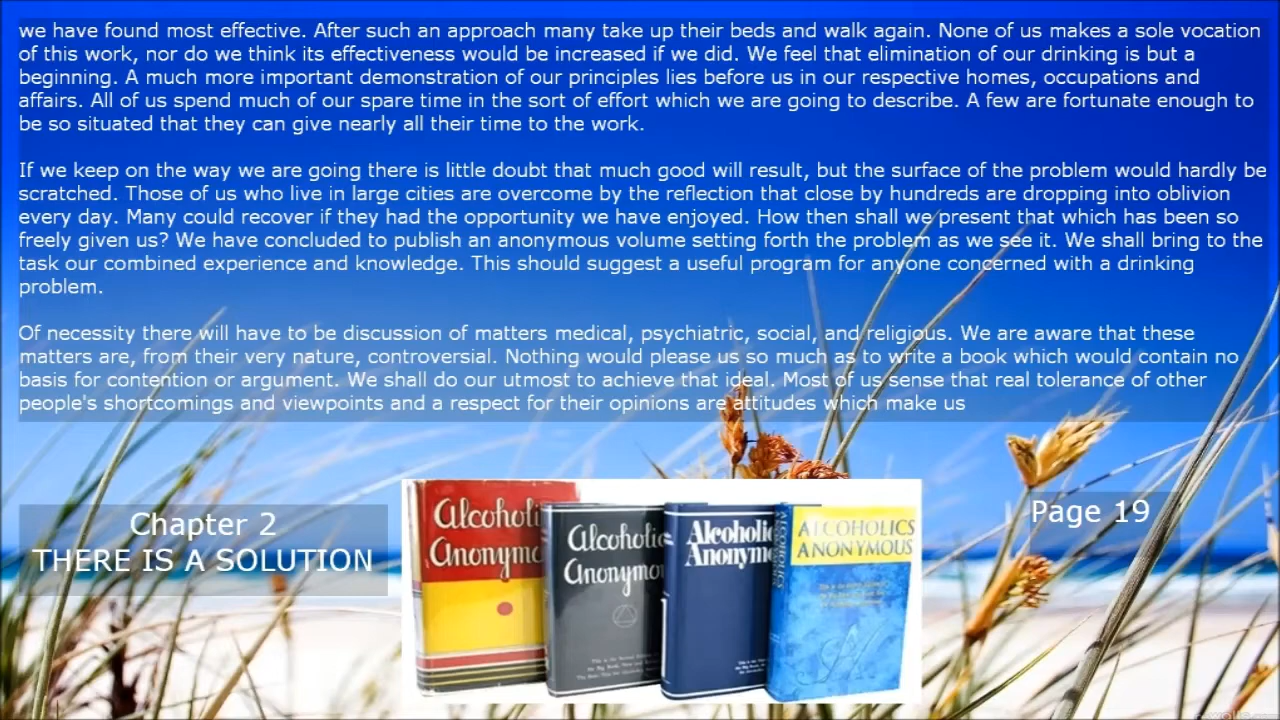 we have found most effective. After such an approach many take up their beds and walk again. None of us makes a sole vocation
of this work, nor do we think its effectiveness would be increased if we did. We feel that elimination of our drinking is but a
beginning. A much more important demonstration of our principles lies before us in our respective homes, occupations and
affairs. All of us spend much of our spare time in the sort of effort which we are going to describe. A few are fortunate enough to
be so situated that they can give nearly all their time to the work.
If we keep on the way we are going there is little doubt that much good will result, but the surface of the problem would hardly be
scratched. Those of us who live in large cities are overcome by the reflection that close by hundreds are dropping into oblivion
every day. Many could recover if they had the opportunity we have enjoyed. How then shall we present that which has been so
freely given us? We have concluded to publish an anonymous volume setting forth the problem as we see it. We shall bring to the
task our combined experience and knowledge. This should suggest a useful program for anyone concerned with a drinking
problem.
Of necessity there will have to be discussion of matters medical, psychiatric, social, and religious. We are aware that these
matters are, from their very nature, controversial. Nothing would please us so much as to write a book which would contain no
basis for contention or argument. We shall do our utmost to achieve that ideal. Most of us sense that real tolerance of other
people's shortcomings and viewpoints and a respect for their opinions are attitudes which make us
Chapter 2
THERE IS A SOLUTION
Alcoholi
Anonymo
Alcoholic
Anonymou
Alcoholic
Anonymo
ALCOHOLICS
ALCOHOLICS
ANONYMOUS
Page 19